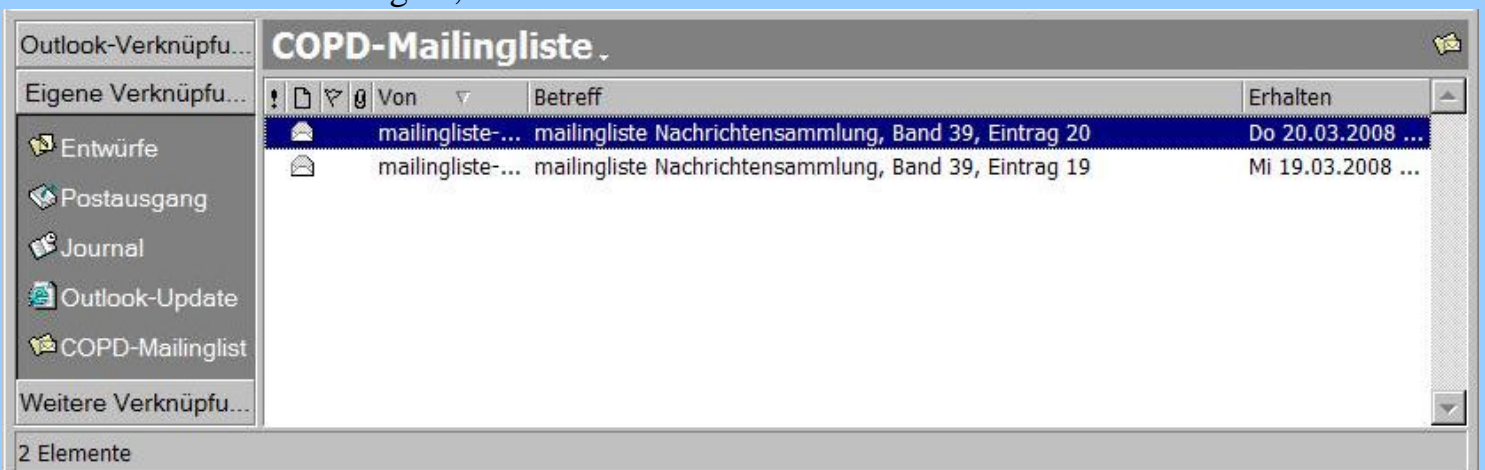 Outlook-Verknüpfu...
Eigene Verknüpfu...
Entwürfe
Postausgang
Journal
Outlook-Update
COPD-Mailinglist
Weitere Verknüpfu...
COPD-Mailingliste
! Von Betreff Erhalten
mailingliste-... mailingliste Nachrichtensammlung, Band 39, Eintrag 20 Do 20.03.2008 ...
mailingliste-... mailingliste Nachrichtensammlung, Band 39, Eintrag 19 Mi 19.03.2008 ...
2 Elemente